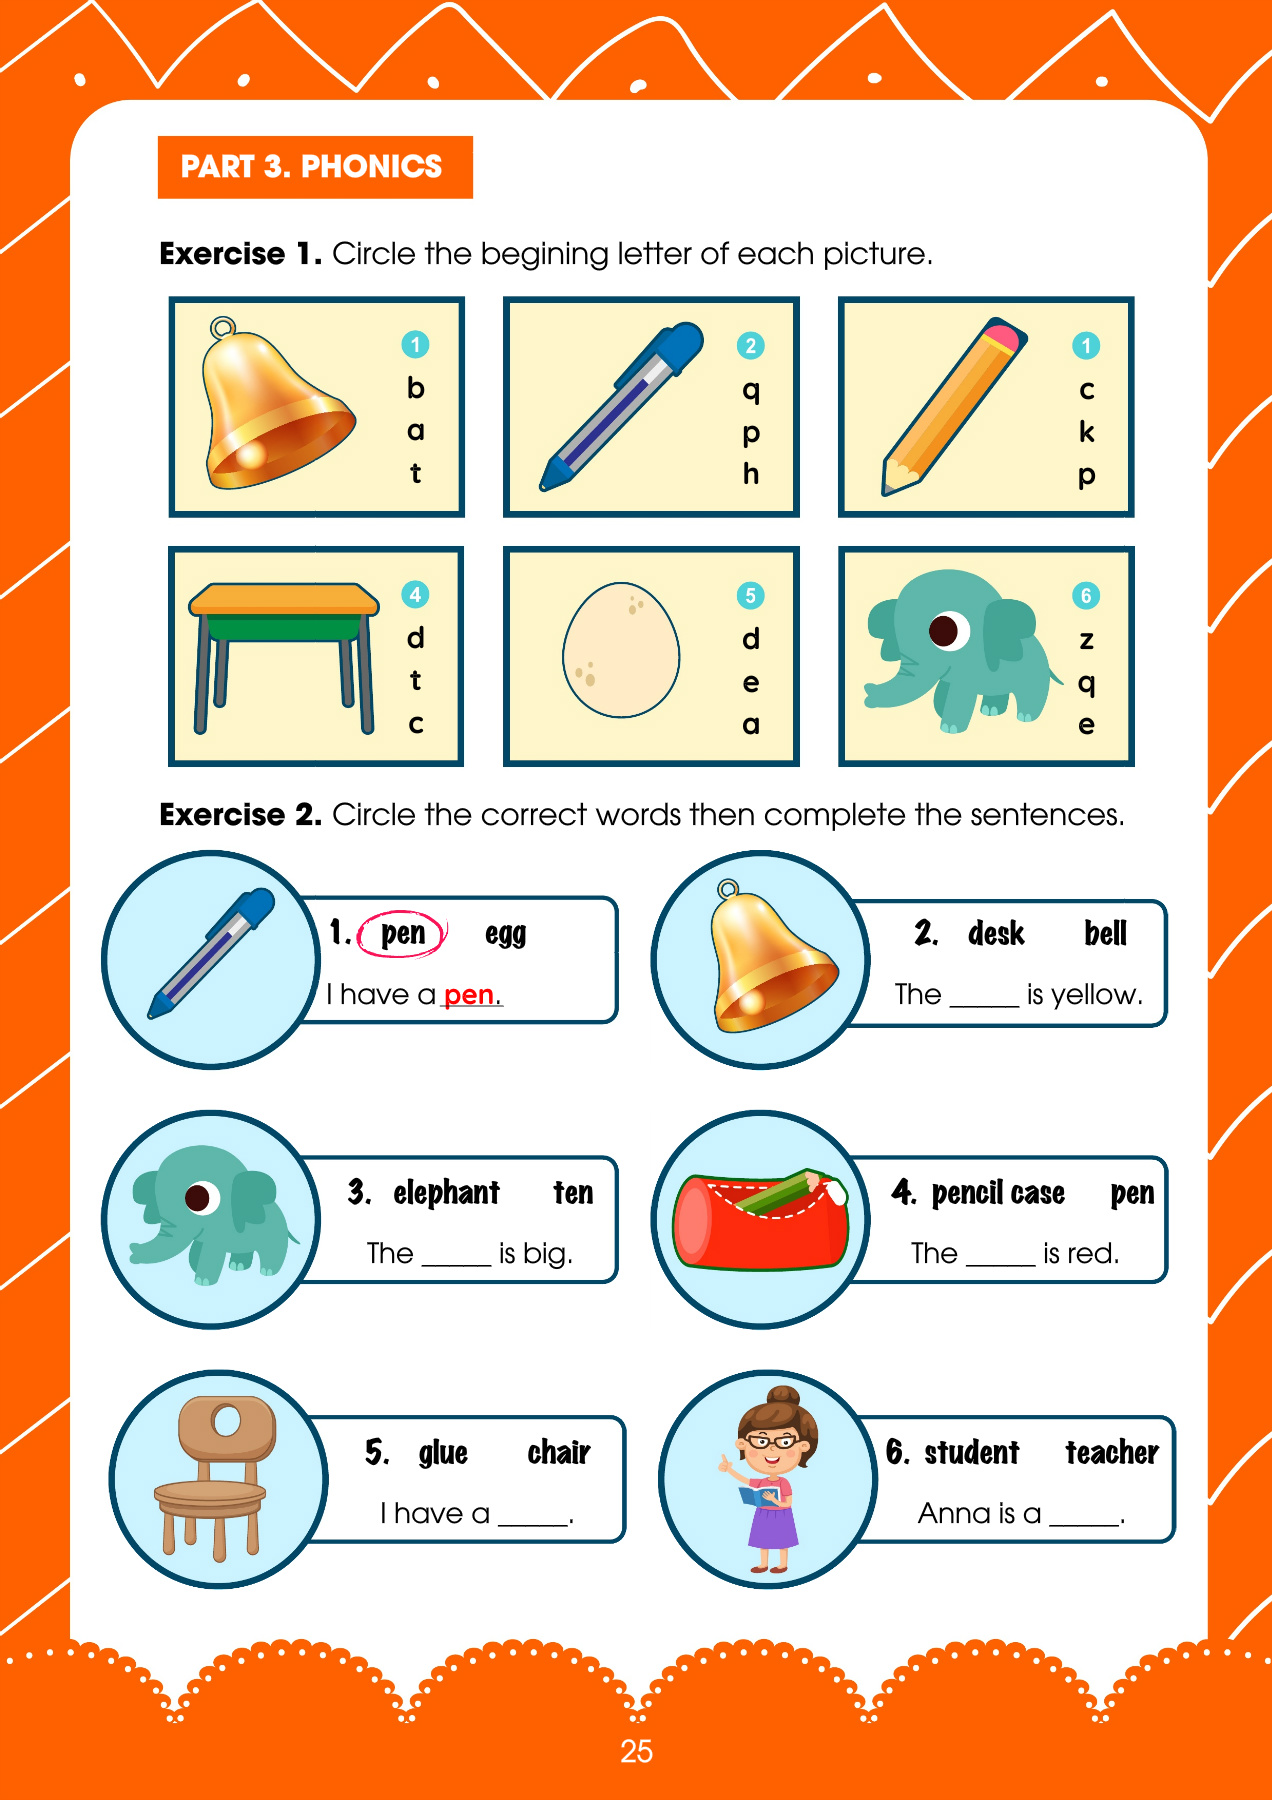 PART 3. PHONICS
Exercise 1. Circle the begining letter of each picture.
1
b
a
t
2
q
p
h
1
c
k
p
4
d
t
c
5
d
e
a
6
z
q
e
Exercise 2. Circle the correct words then complete the sentences.
1. pen egg
I have a pen.
2. desk bell
The _____ is yellow.
3. elephant ten
The _____ is big.
4. pencil case pen
The _____ is red.
5. glue chair
I have a _____.
6. student teacher
Anna is a _____.
25